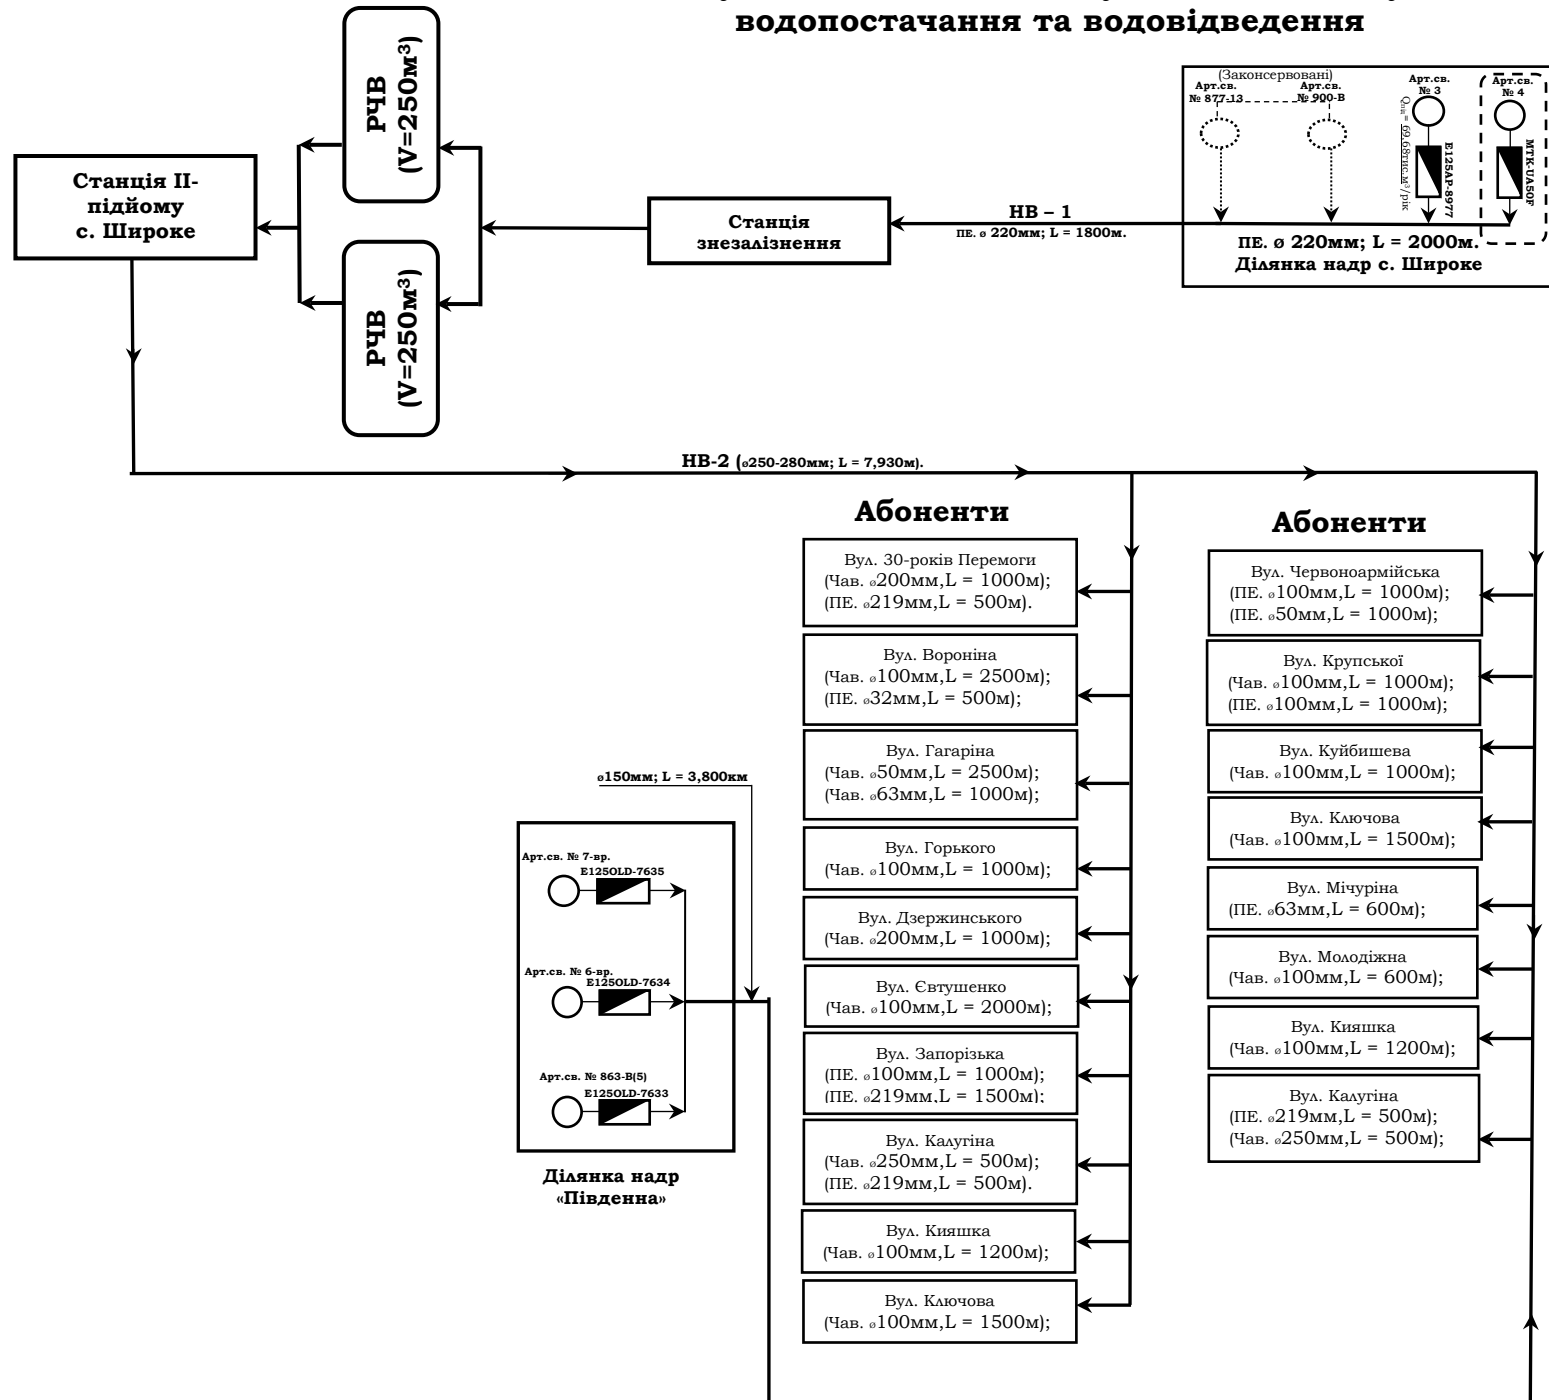 водопостачання та водовідведення
РЧВ
(V=250м³)
РЧВ
(V=250м³)
Станція II-
підйому
с. Широке
Станція
знезалізнення
НВ – 1
ПЕ. ø 220мм; L = 1800м.
(Законсервовані)
Арт.св.
№ 877-13
Арт.св.
№ 900-В
Арт.св.
№ 3
Арт.св.
№ 4
= 69,68тис.м³/рік
E125AP-8977
MTK-UA50F
ПЕ. ø 220мм; L = 2000м.
Ділянка надр с. Широке
НВ-2 (ø250-280мм; L = 7,930м).
Абоненти
Вул. 30-років Перемоги
(Чав. ø200мм,L = 1000м);
(ПЕ. ø219мм,L = 500м).
Вул. Вороніна
(Чав. ø100мм,L = 2500м);
(ПЕ. ø32мм,L = 500м);
Вул. Гагаріна
(Чав. ø50мм,L = 2500м);
(Чав. ø63мм,L = 1000м);
Вул. Горького
(Чав. ø100мм,L = 1000м);
Вул. Дзержинського
(Чав. ø200мм,L = 1000м);
Вул. Євтушенко
(Чав. ø100мм,L = 2000м);
Вул. Запорізька
(ПЕ. ø100мм,L = 1000м);
(ПЕ. ø219мм,L = 1500м);
Вул. Калугіна
(Чав. ø250мм,L = 500м);
(ПЕ. ø219мм,L = 500м).
Вул. Кияшка
(Чав. ø100мм,L = 1200м);
Вул. Ключова
(Чав. ø100мм,L = 1500м);
Абоненти
Вул. Червоноармійська
(ПЕ. ø100мм,L = 1000м);
(ПЕ. ø50мм,L = 1000м);
Вул. Крупської
(Чав. ø100мм,L = 1000м);
(ПЕ. ø100мм,L = 1000м);
Вул. Куйбишева
(Чав. ø100мм,L = 1000м);
Вул. Ключова
(Чав. ø100мм,L = 1500м);
Вул. Мічуріна
(ПЕ. ø63мм,L = 600м);
Вул. Молодіжна
(Чав. ø100мм,L = 600м);
Вул. Кияшка
(Чав. ø100мм,L = 1200м);
Вул. Калугіна
(ПЕ. ø219мм,L = 500м);
(Чав. ø250мм,L = 500м);
ø150мм; L = 3,800км
Арт.св. № 7-вр.
E125OLD-7635
Арт.св. № 6-вр.
E125OLD-7634
Арт.св. № 863-В(5)
E125OLD-7633
Ділянка надр
«Південна»